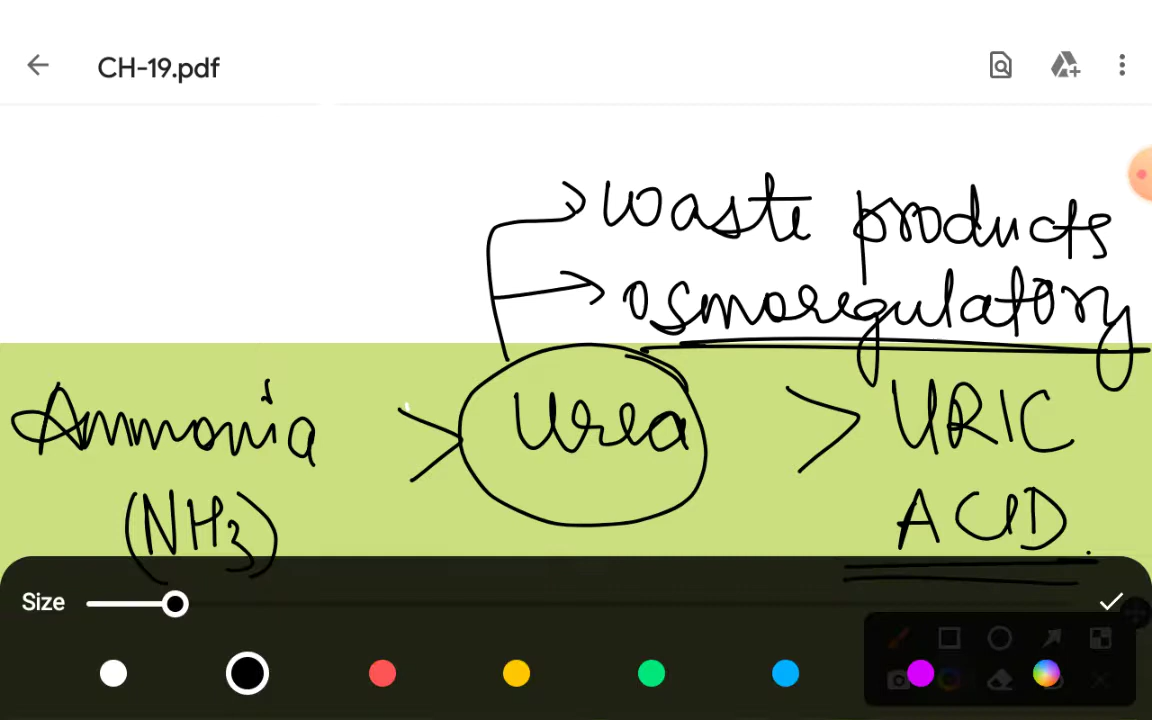 CH-19.pdf
waste products
osmoregulatory
Ammonia > Urea > URIC
(NH3) ACID.
Size